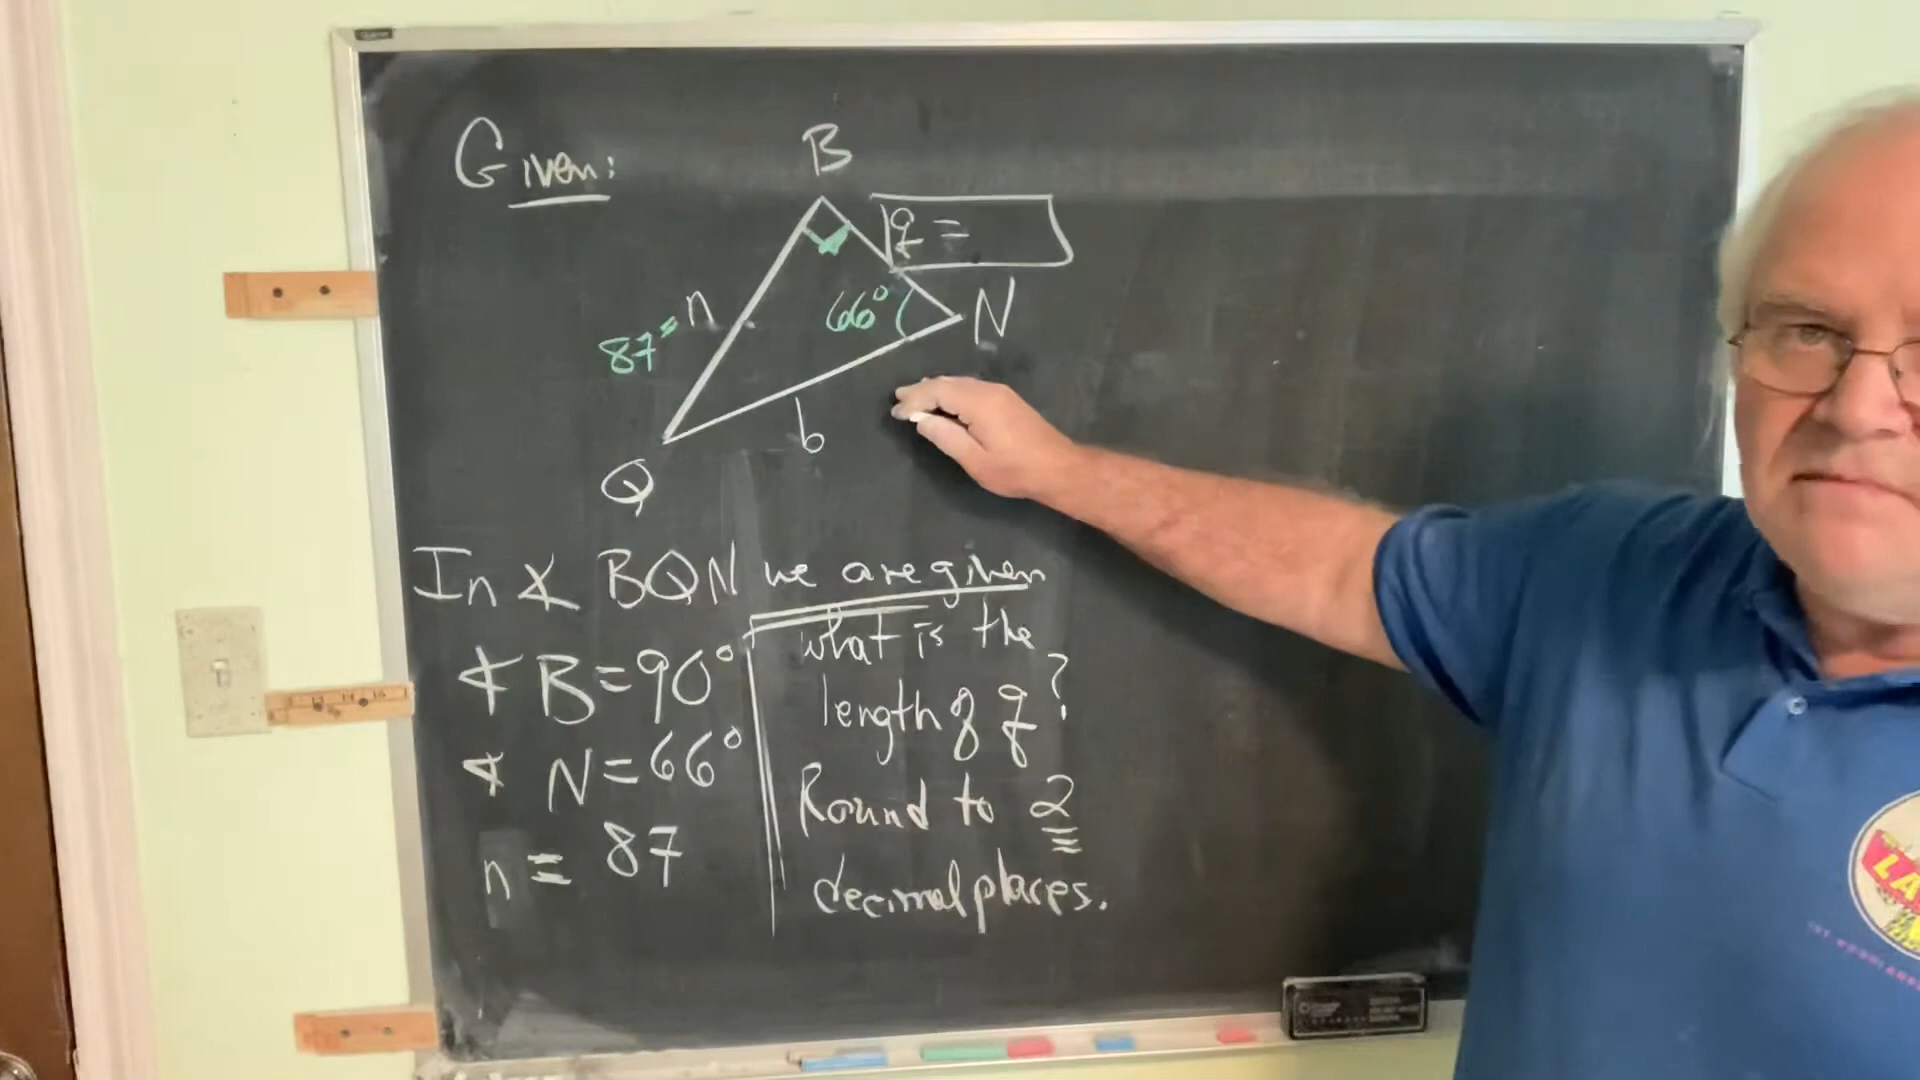 Given:
B
q =
87 = n
66°
N
b
Q
In ∡ BQN we are given
∡ B = 90°
∡ N = 66°
n = 87
what is the
length of q?
Round to 2
decimal places.